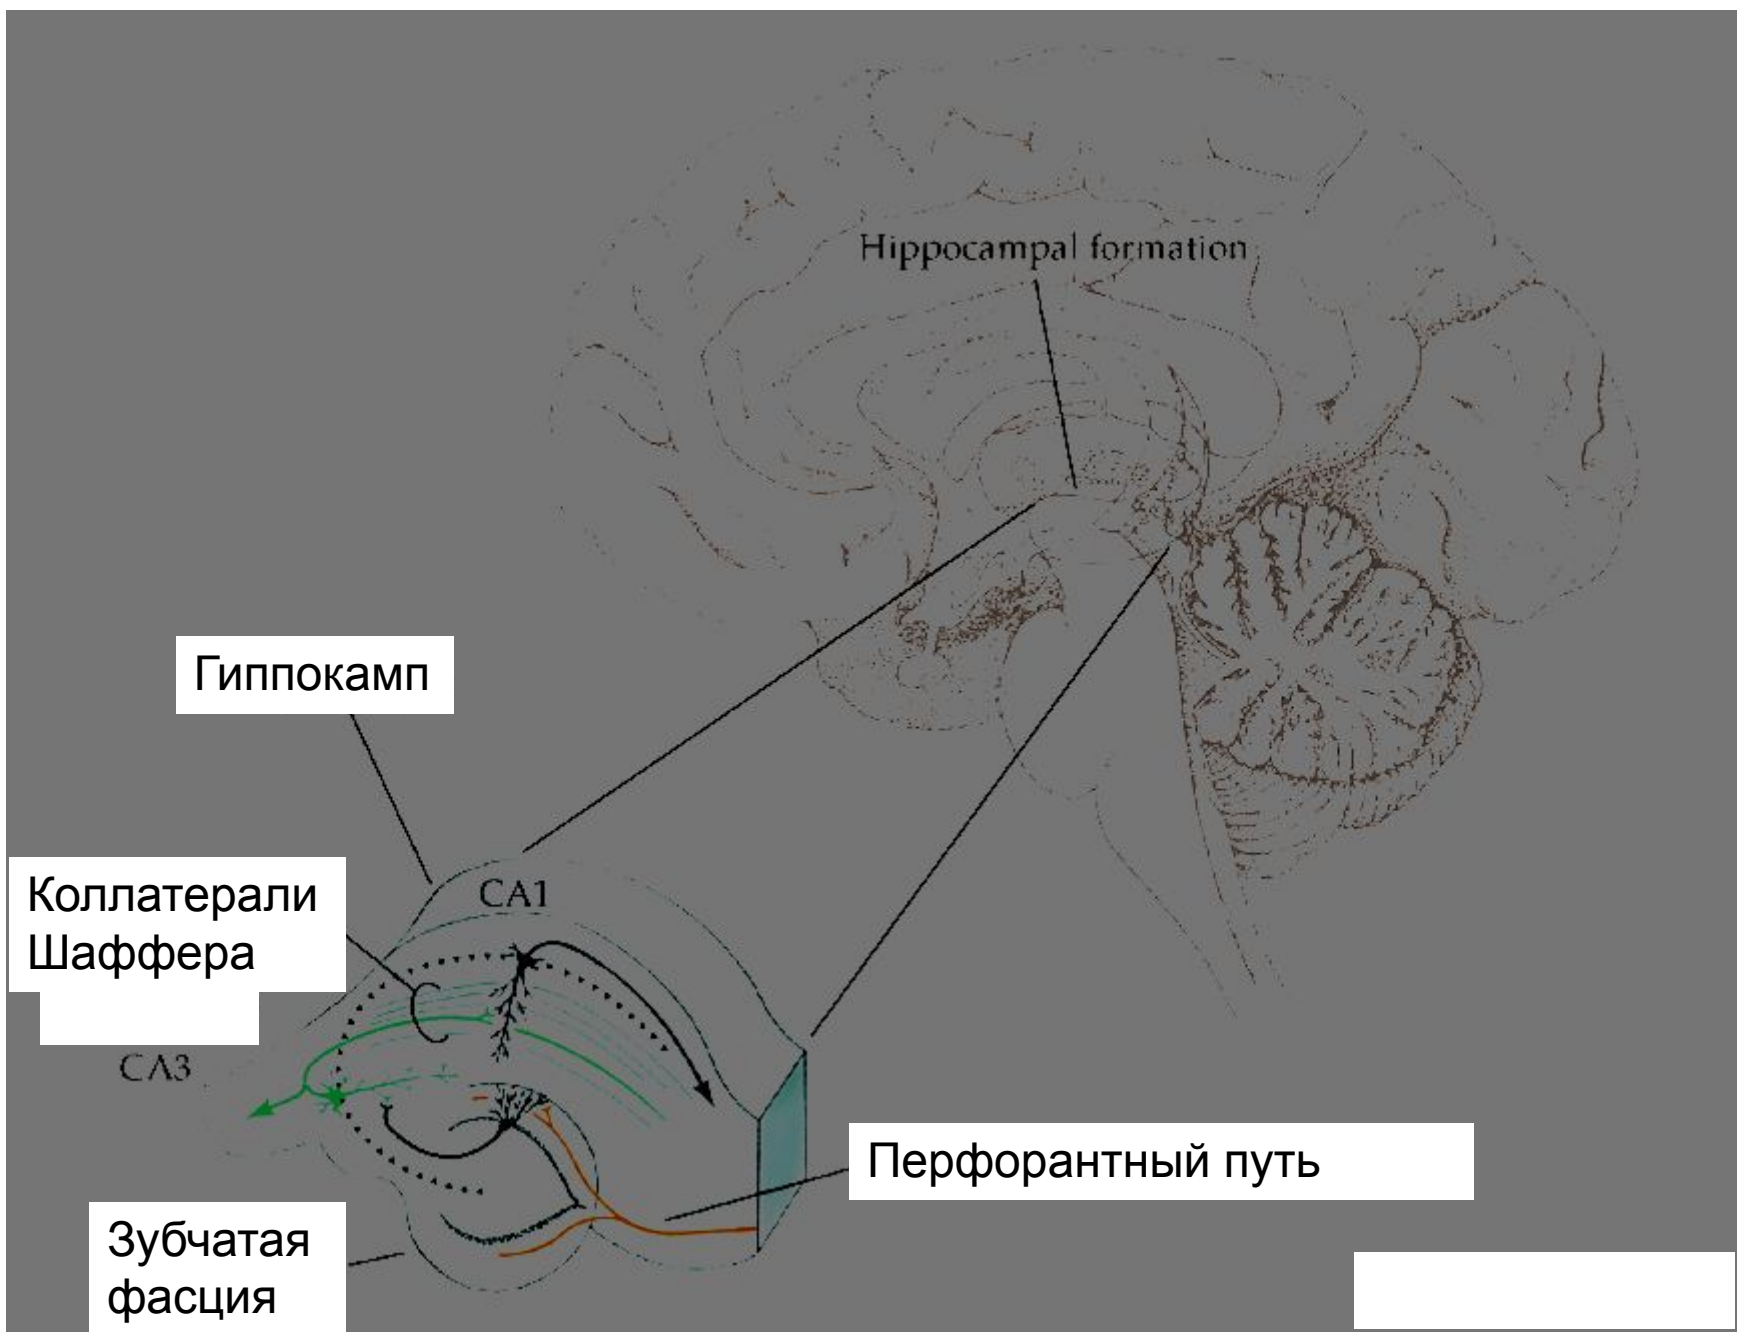 Hippocampal formation
Гиппокамп
CA1
Коллатерали
Шаффера
CA3
Перфорантный путь
Зубчатая
фасция